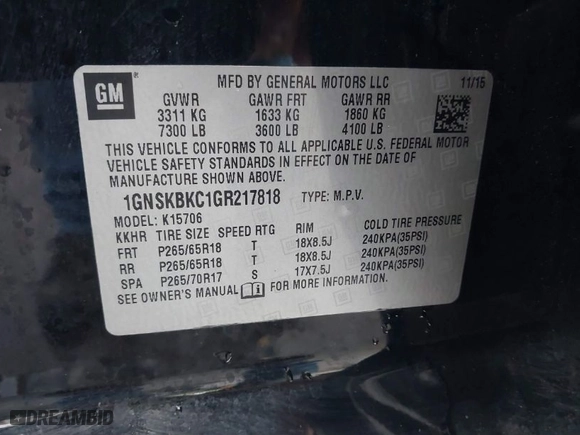 GM
MFD BY GENERAL MOTORS LLC 11/15
GVWR GAWR FRT GAWR RR
3311 KG 1633 KG 1860 KG
7300 LB 3600 LB 4100 LB
THIS VEHICLE CONFORMS TO ALL APPLICABLE U.S. FEDERAL MOTOR
VEHICLE SAFETY STANDARDS IN EFFECT ON THE DATE OF
MANUFACTURE SHOWN ABOVE.
1GNSKBKC1GR217818 TYPE: M.P.V.
MODEL: K15706
KKHR TIRE SIZE SPEED RTG RIM COLD TIRE PRESSURE
FRT P265/65R18 T 18X8.5J 240KPA(35PSI)
RR P265/65R18 T 18X8.5J 240KPA(35PSI)
SPA P265/70R17 S 17X7.5J 240KPA(35PSI)
SEE OWNER'S MANUAL FOR MORE INFORMATION.
DREAMBID